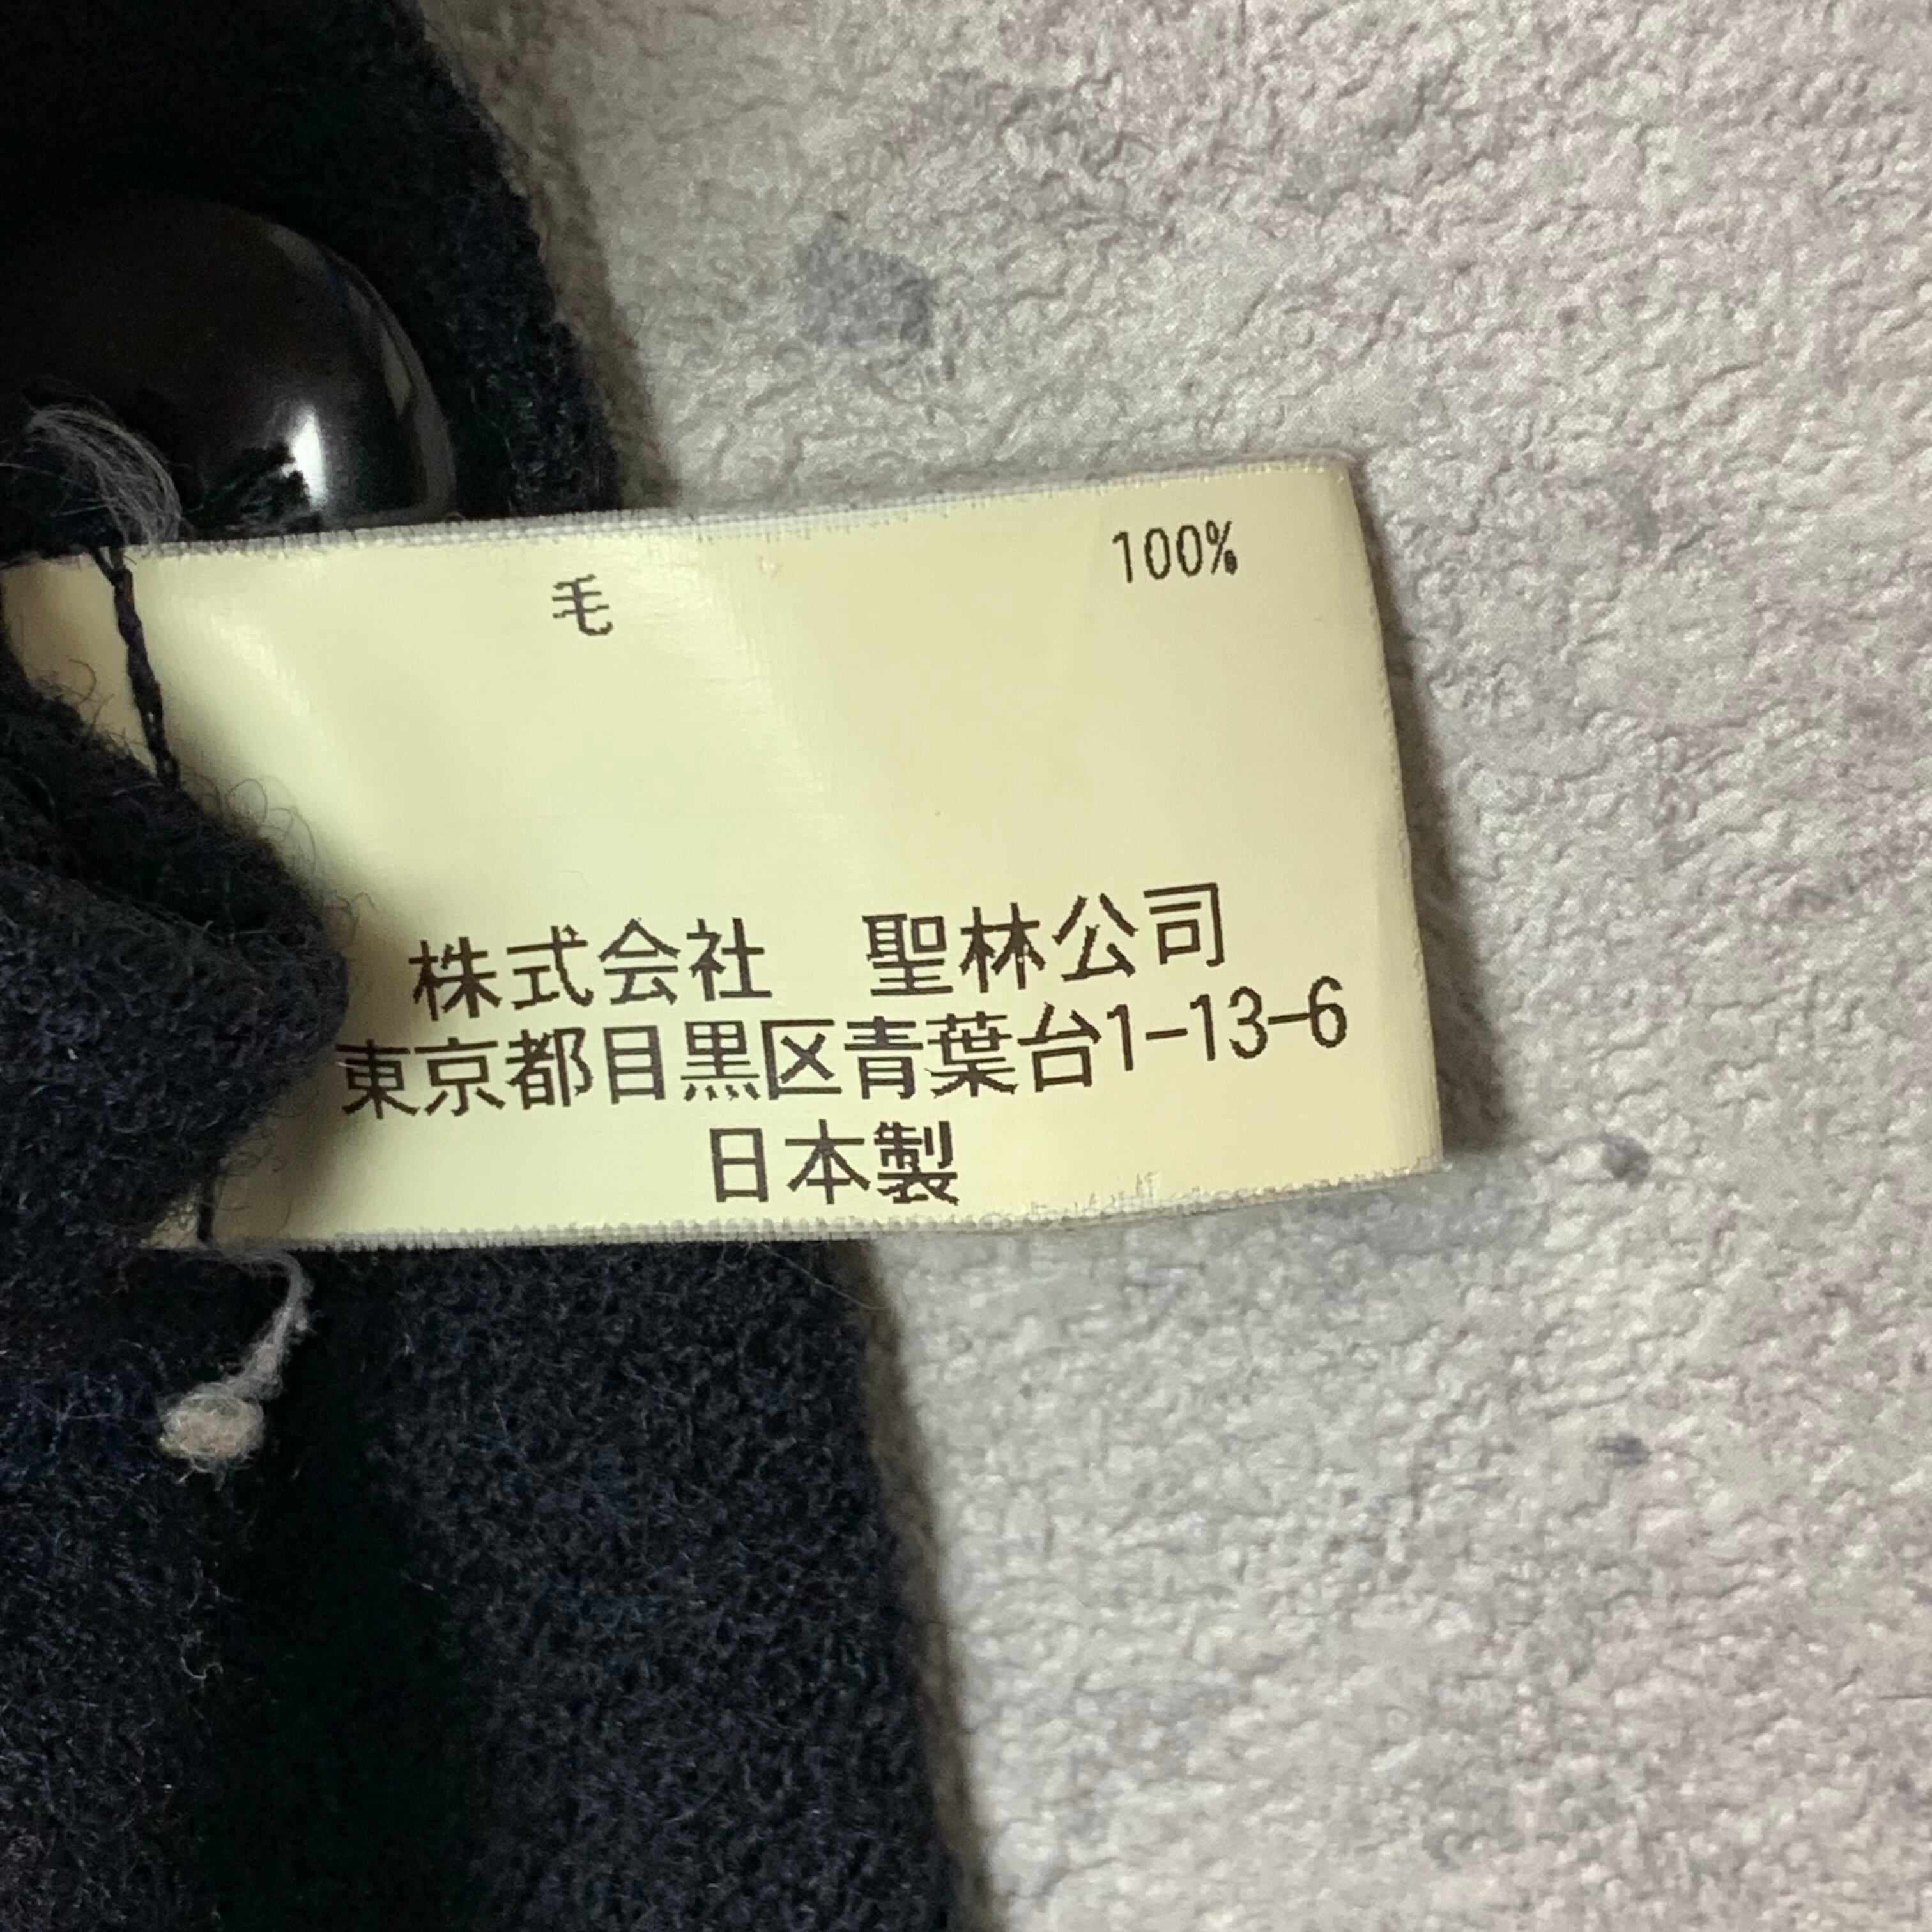 毛 100%
株式会社 聖林公司
東京都目黒区青葉台1-13-6
日本製